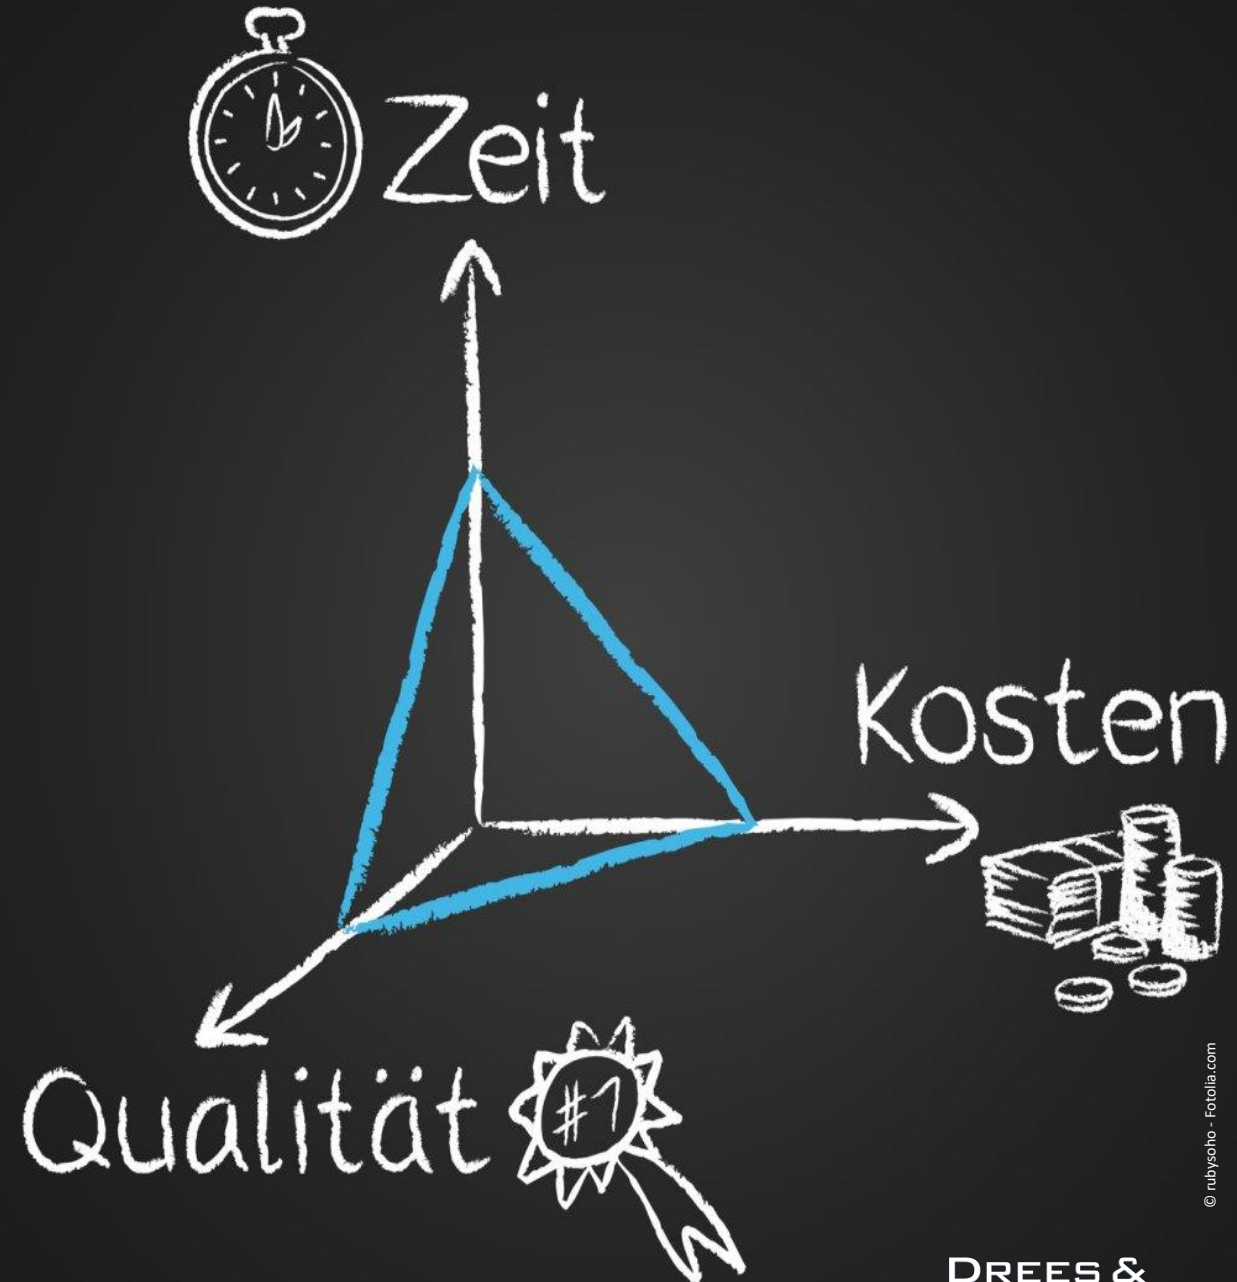 Zeit
Kosten
Qualität
#1
© rubysoho - Fotolia.com
DREES &